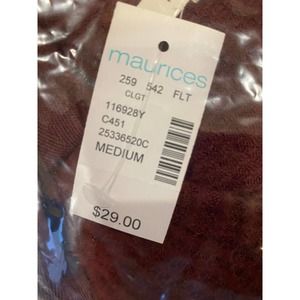 maurices
259 542 FLT
CLGT
116928Y
C451
25336520C
MEDIUM
$29.00